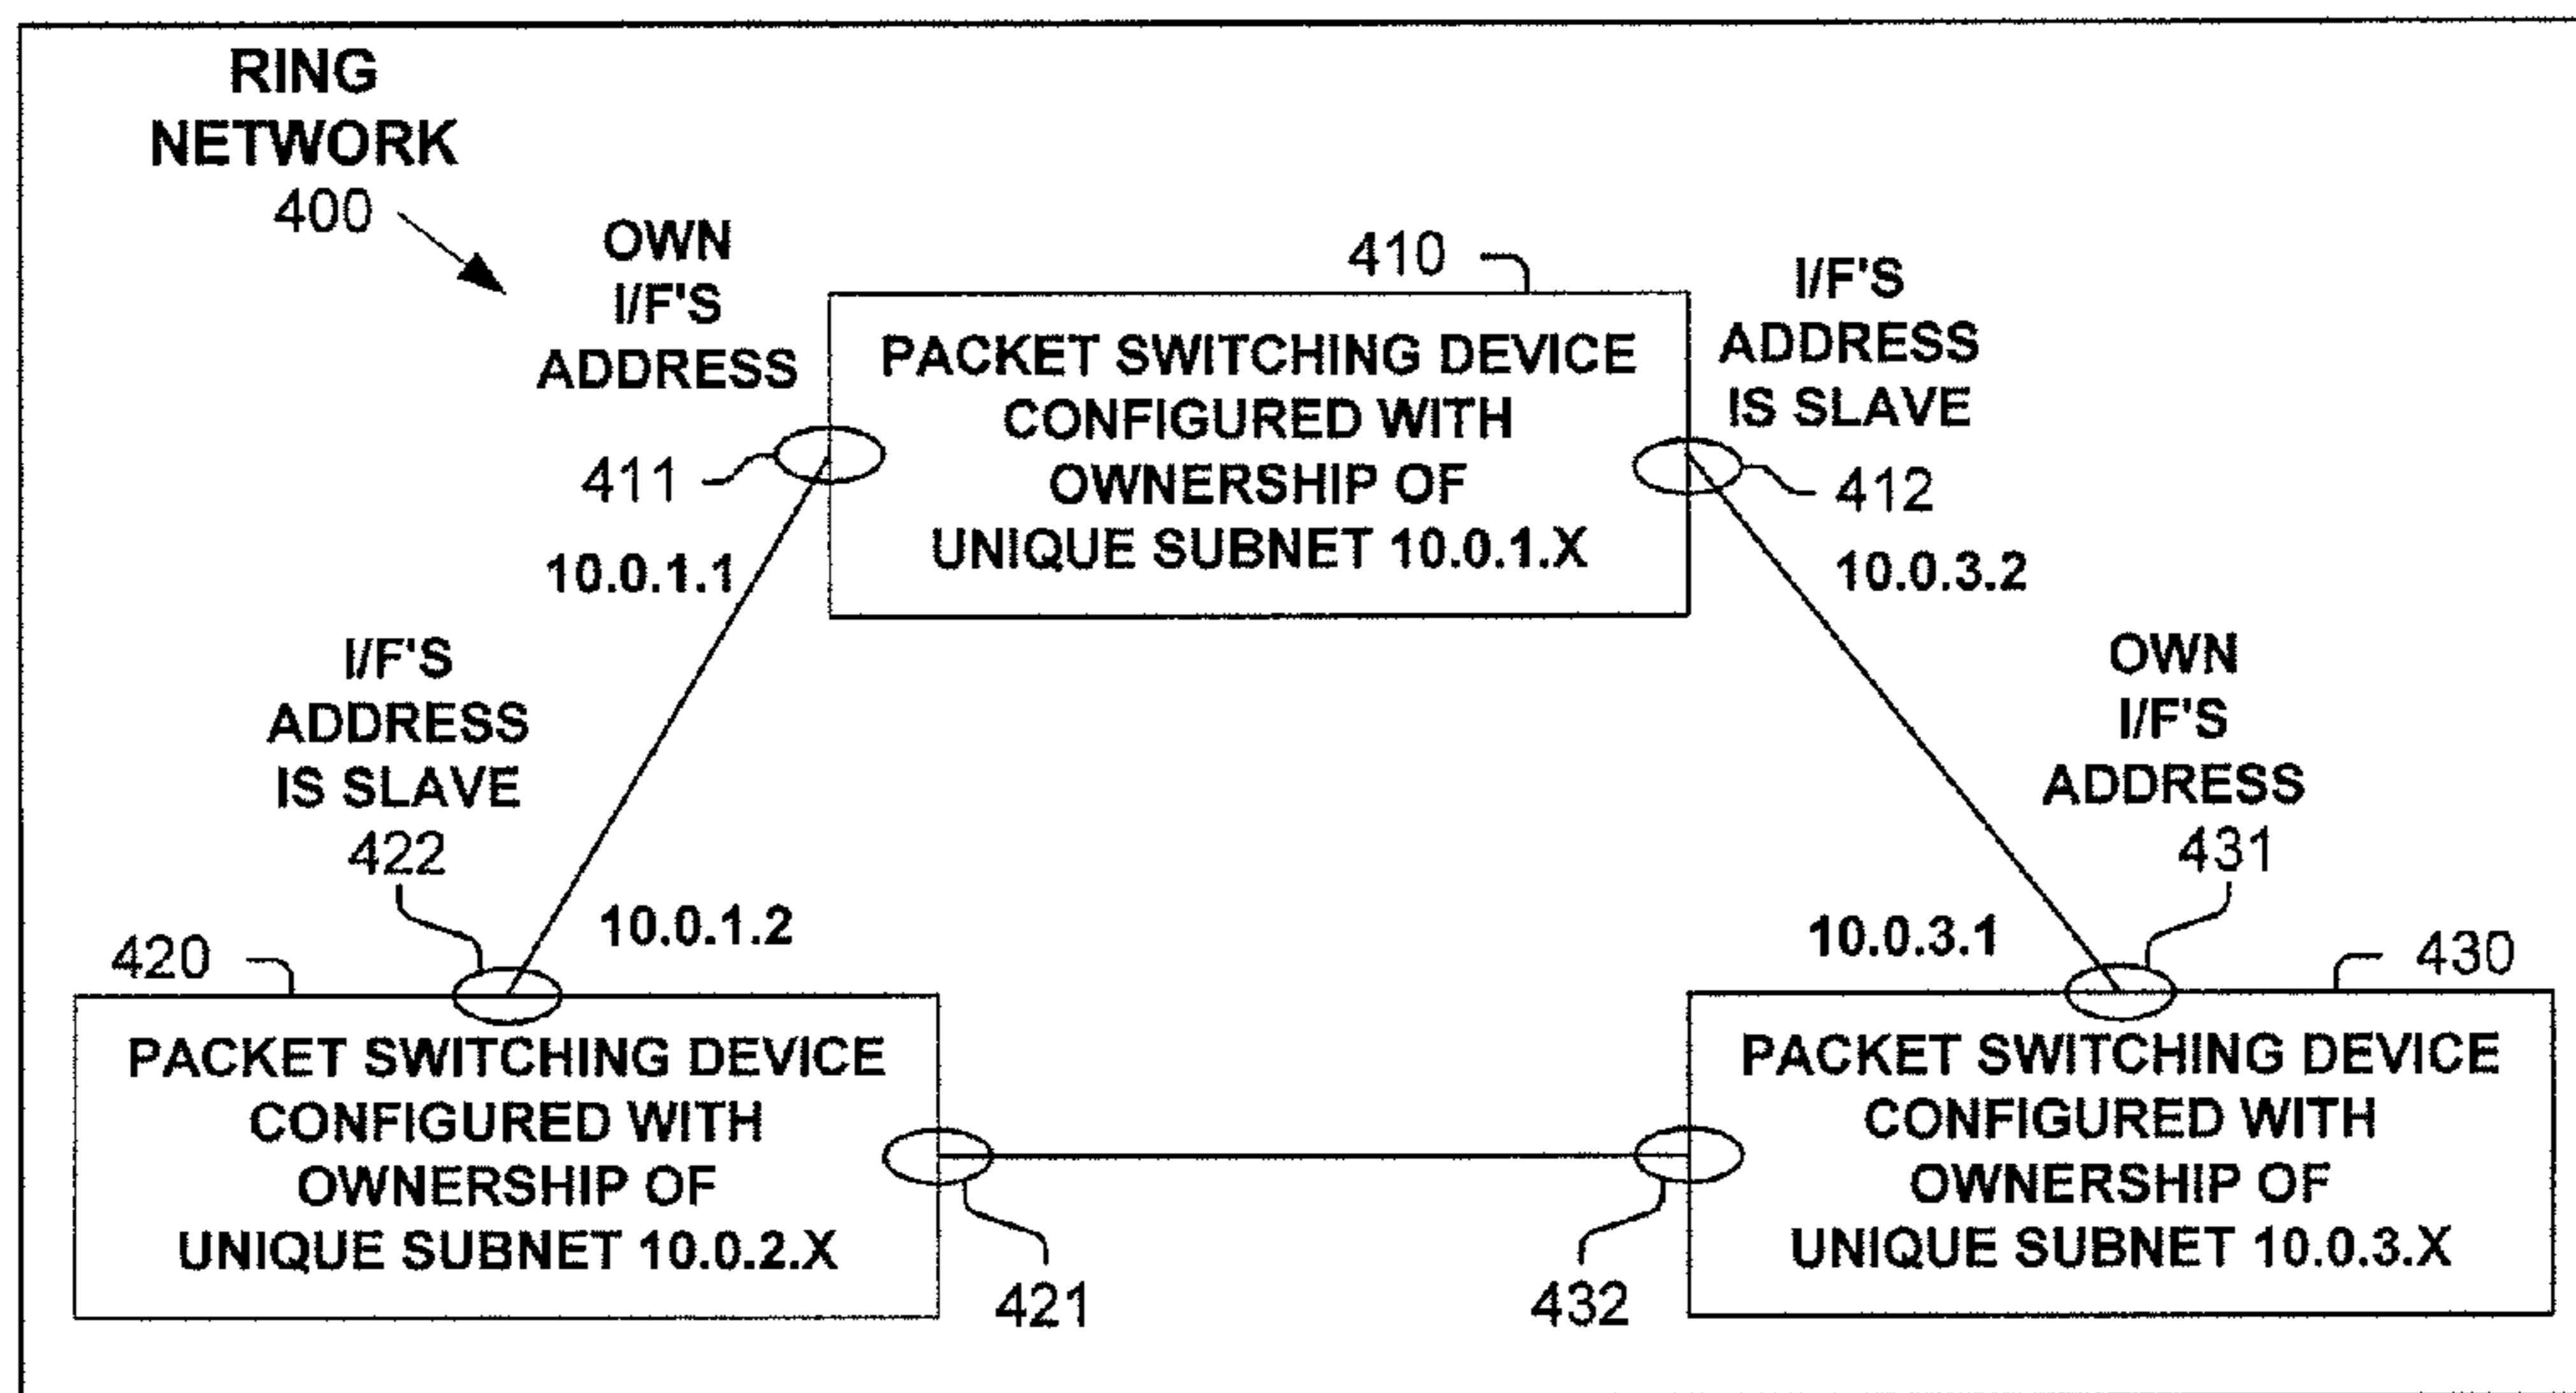 RING
NETWORK
400
OWN
I/F'S
ADDRESS
410
I/F'S
ADDRESS
IS SLAVE
PACKET SWITCHING DEVICE
CONFIGURED WITH
OWNERSHIP OF
UNIQUE SUBNET 10.0.1.X
411
412
10.0.1.1
10.0.3.2
I/F'S
ADDRESS
IS SLAVE
422
OWN
I/F'S
ADDRESS
431
10.0.1.2
10.0.3.1
420
430
PACKET SWITCHING DEVICE
CONFIGURED WITH
OWNERSHIP OF
UNIQUE SUBNET 10.0.2.X
PACKET SWITCHING DEVICE
CONFIGURED WITH
OWNERSHIP OF
UNIQUE SUBNET 10.0.3.X
421
432